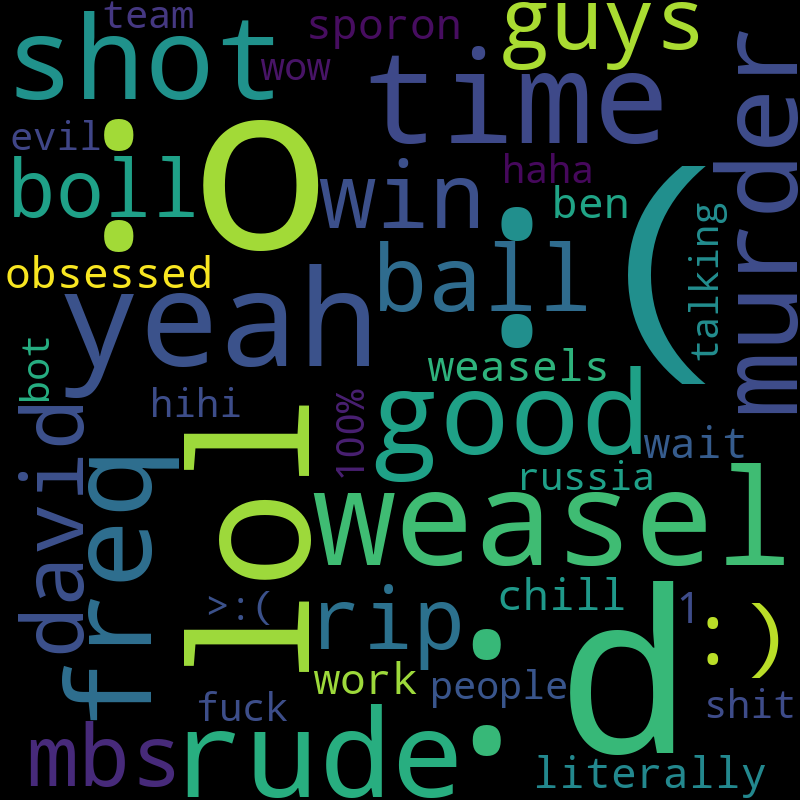 team
sporon
guys
shot
wow
time
murder
evil
:o
boll
win
haha
ben
:(
talking
obsessed
yeah
ball
bot
weasels
hihi
100%
good
wait
david
freq
lol
russia
weasel
>:(
rip
chill
1
:)
:d
work
people
fuck
shit
mbs
rude
literally